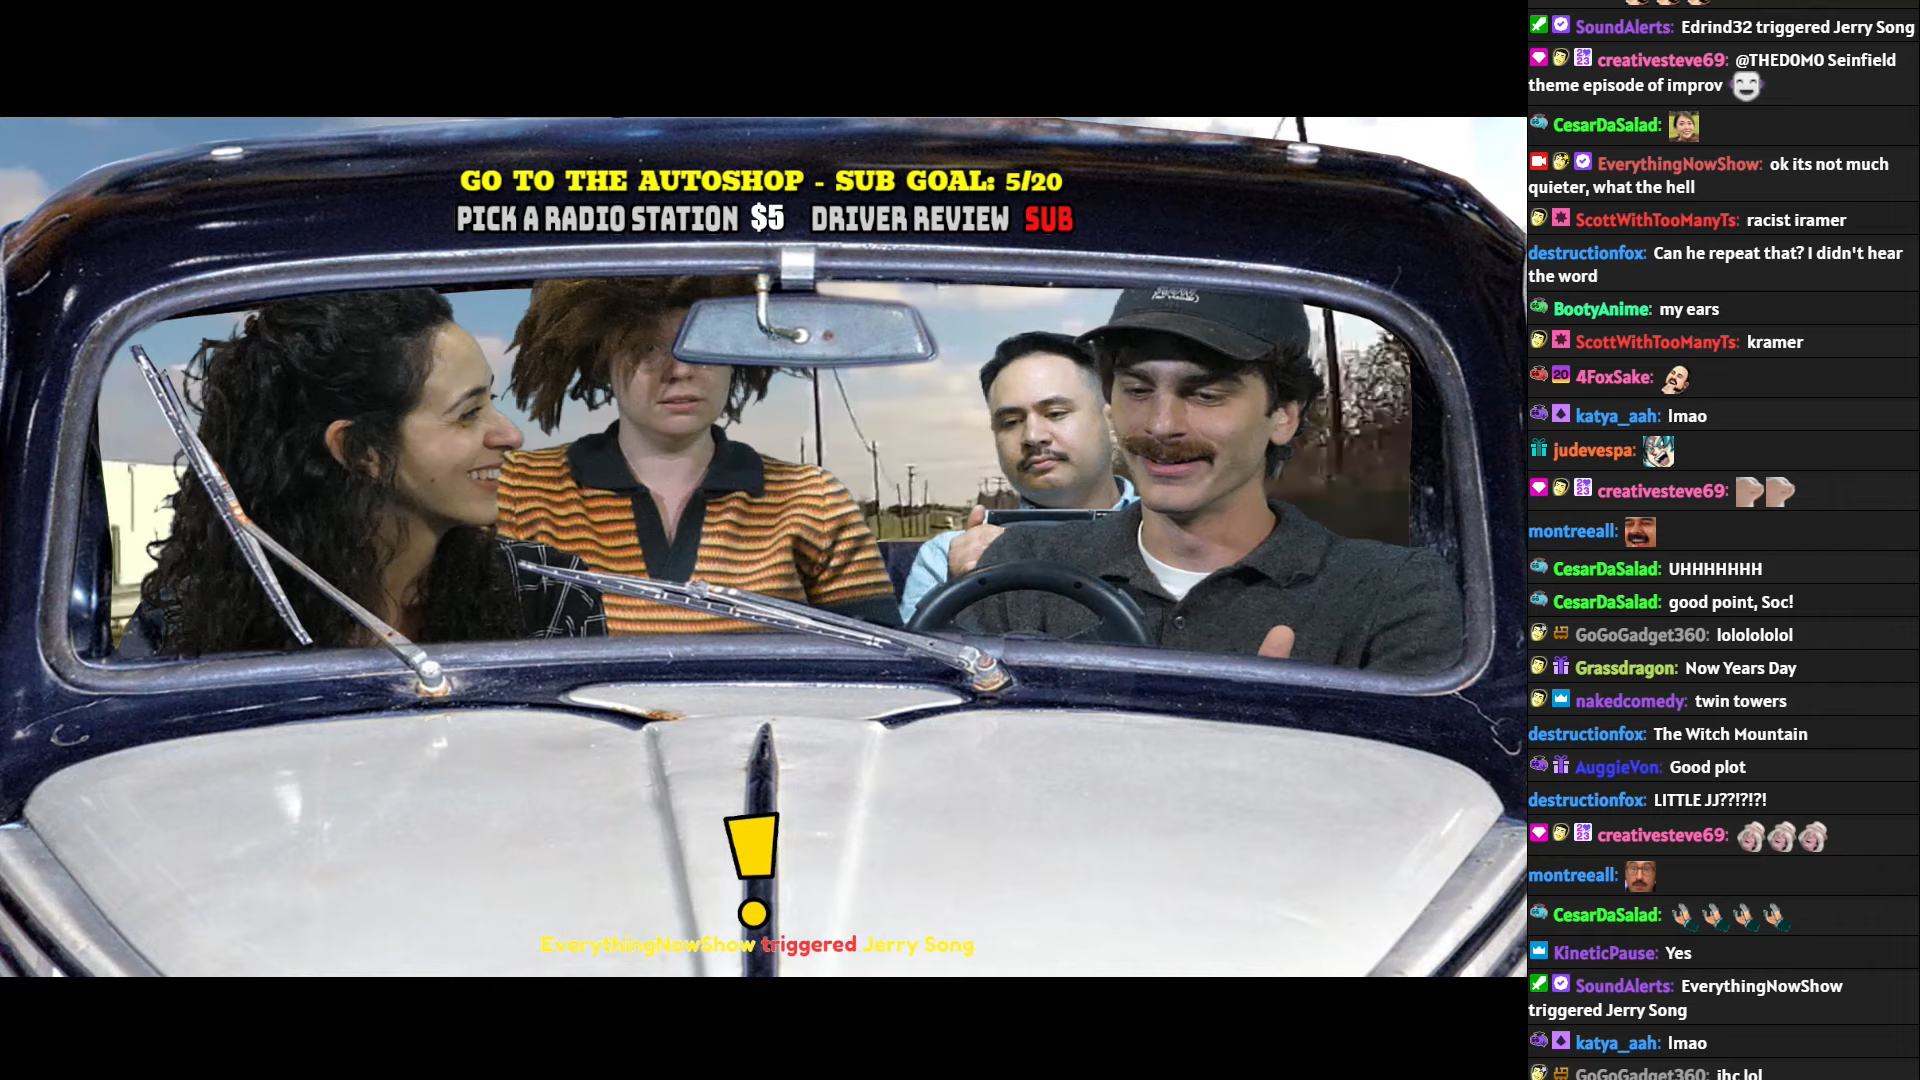 GO TO THE AUTOSHOP - SUB GOAL: 5/20
PICK A RADIO STATION $5 DRIVER REVIEW SUB
EverythingNowShow triggered Jerry Song
SoundAlerts: Edrind32 triggered Jerry Song
creativesteve69: @THEDOMO Seinfield
theme episode of improv
CesarDaSalad:
EverythingNowShow: ok its not much
quieter, what the hell
ScottWithTooManyTs: racist iramer
destructionfox: Can he repeat that? I didn't hear
the word
BootyAnime: my ears
ScottWithTooManyTs: kramer
20 4FoxSake:
katya_aah: lmao
judevespa:
creativesteve69:
montreeall:
CesarDaSalad: UHHHHHHH
CesarDaSalad: good point, Soc!
GoGoGadget360: lolololol
Grassdragon: Now Years Day
nakedcomedy: twin towers
destructionfox: The Witch Mountain
AuggieVon: Good plot
destructionfox: LITTLE JJ??!?!?!
creativesteve69:
montreeall:
CesarDaSalad:
KineticPause: Yes
SoundAlerts: EverythingNowShow
triggered Jerry Song
katya_aah: lmao
GoGoGadget360: ihc lol